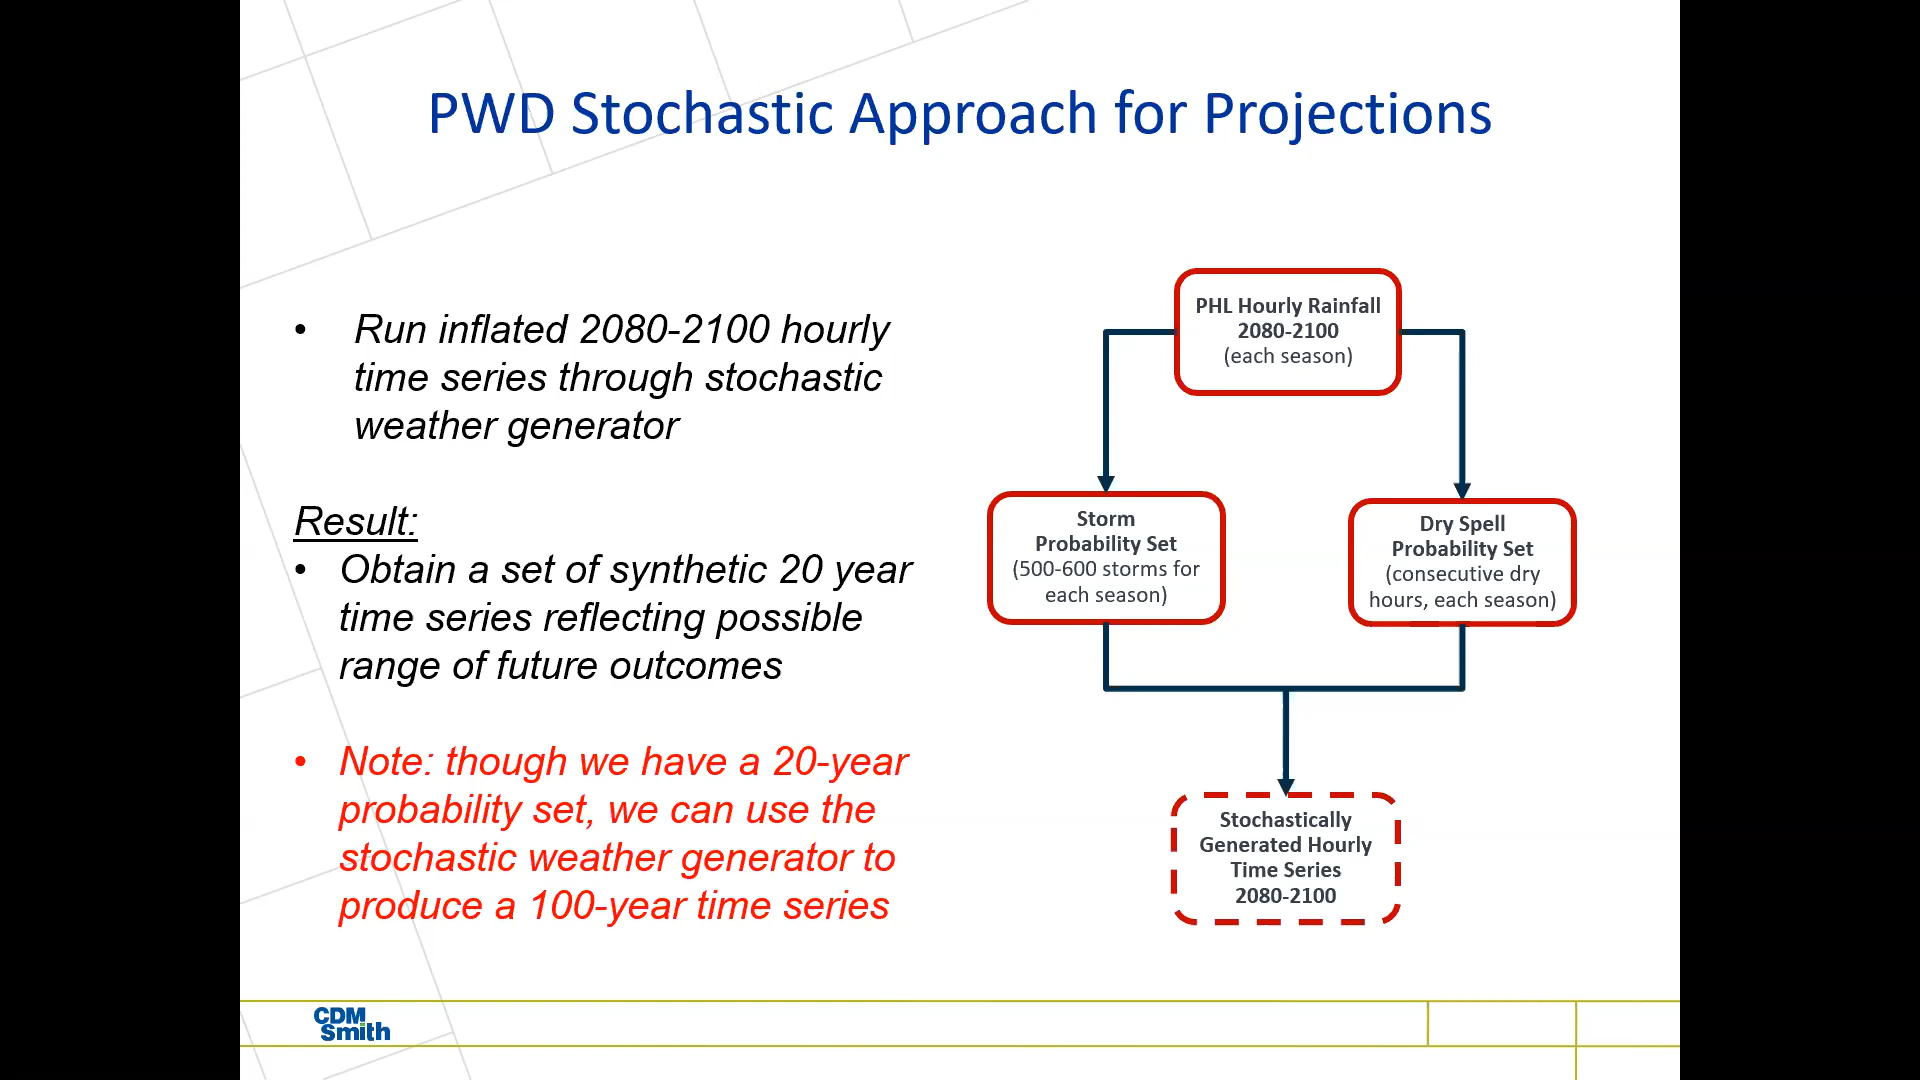 PWD Stochastic Approach for Projections
• Run inflated 2080-2100 hourly
time series through stochastic
weather generator
Result:
• Obtain a set of synthetic 20 year
time series reflecting possible
range of future outcomes
• Note: though we have a 20-year
probability set, we can use the
stochastic weather generator to
produce a 100-year time series
PHL Hourly Rainfall
2080-2100
(each season)
Storm
Probability Set
(500-600 storms for
each season)
Dry Spell
Probability Set
(consecutive dry
hours, each season)
Stochastically
Generated Hourly
Time Series
2080-2100
CDM
Smith